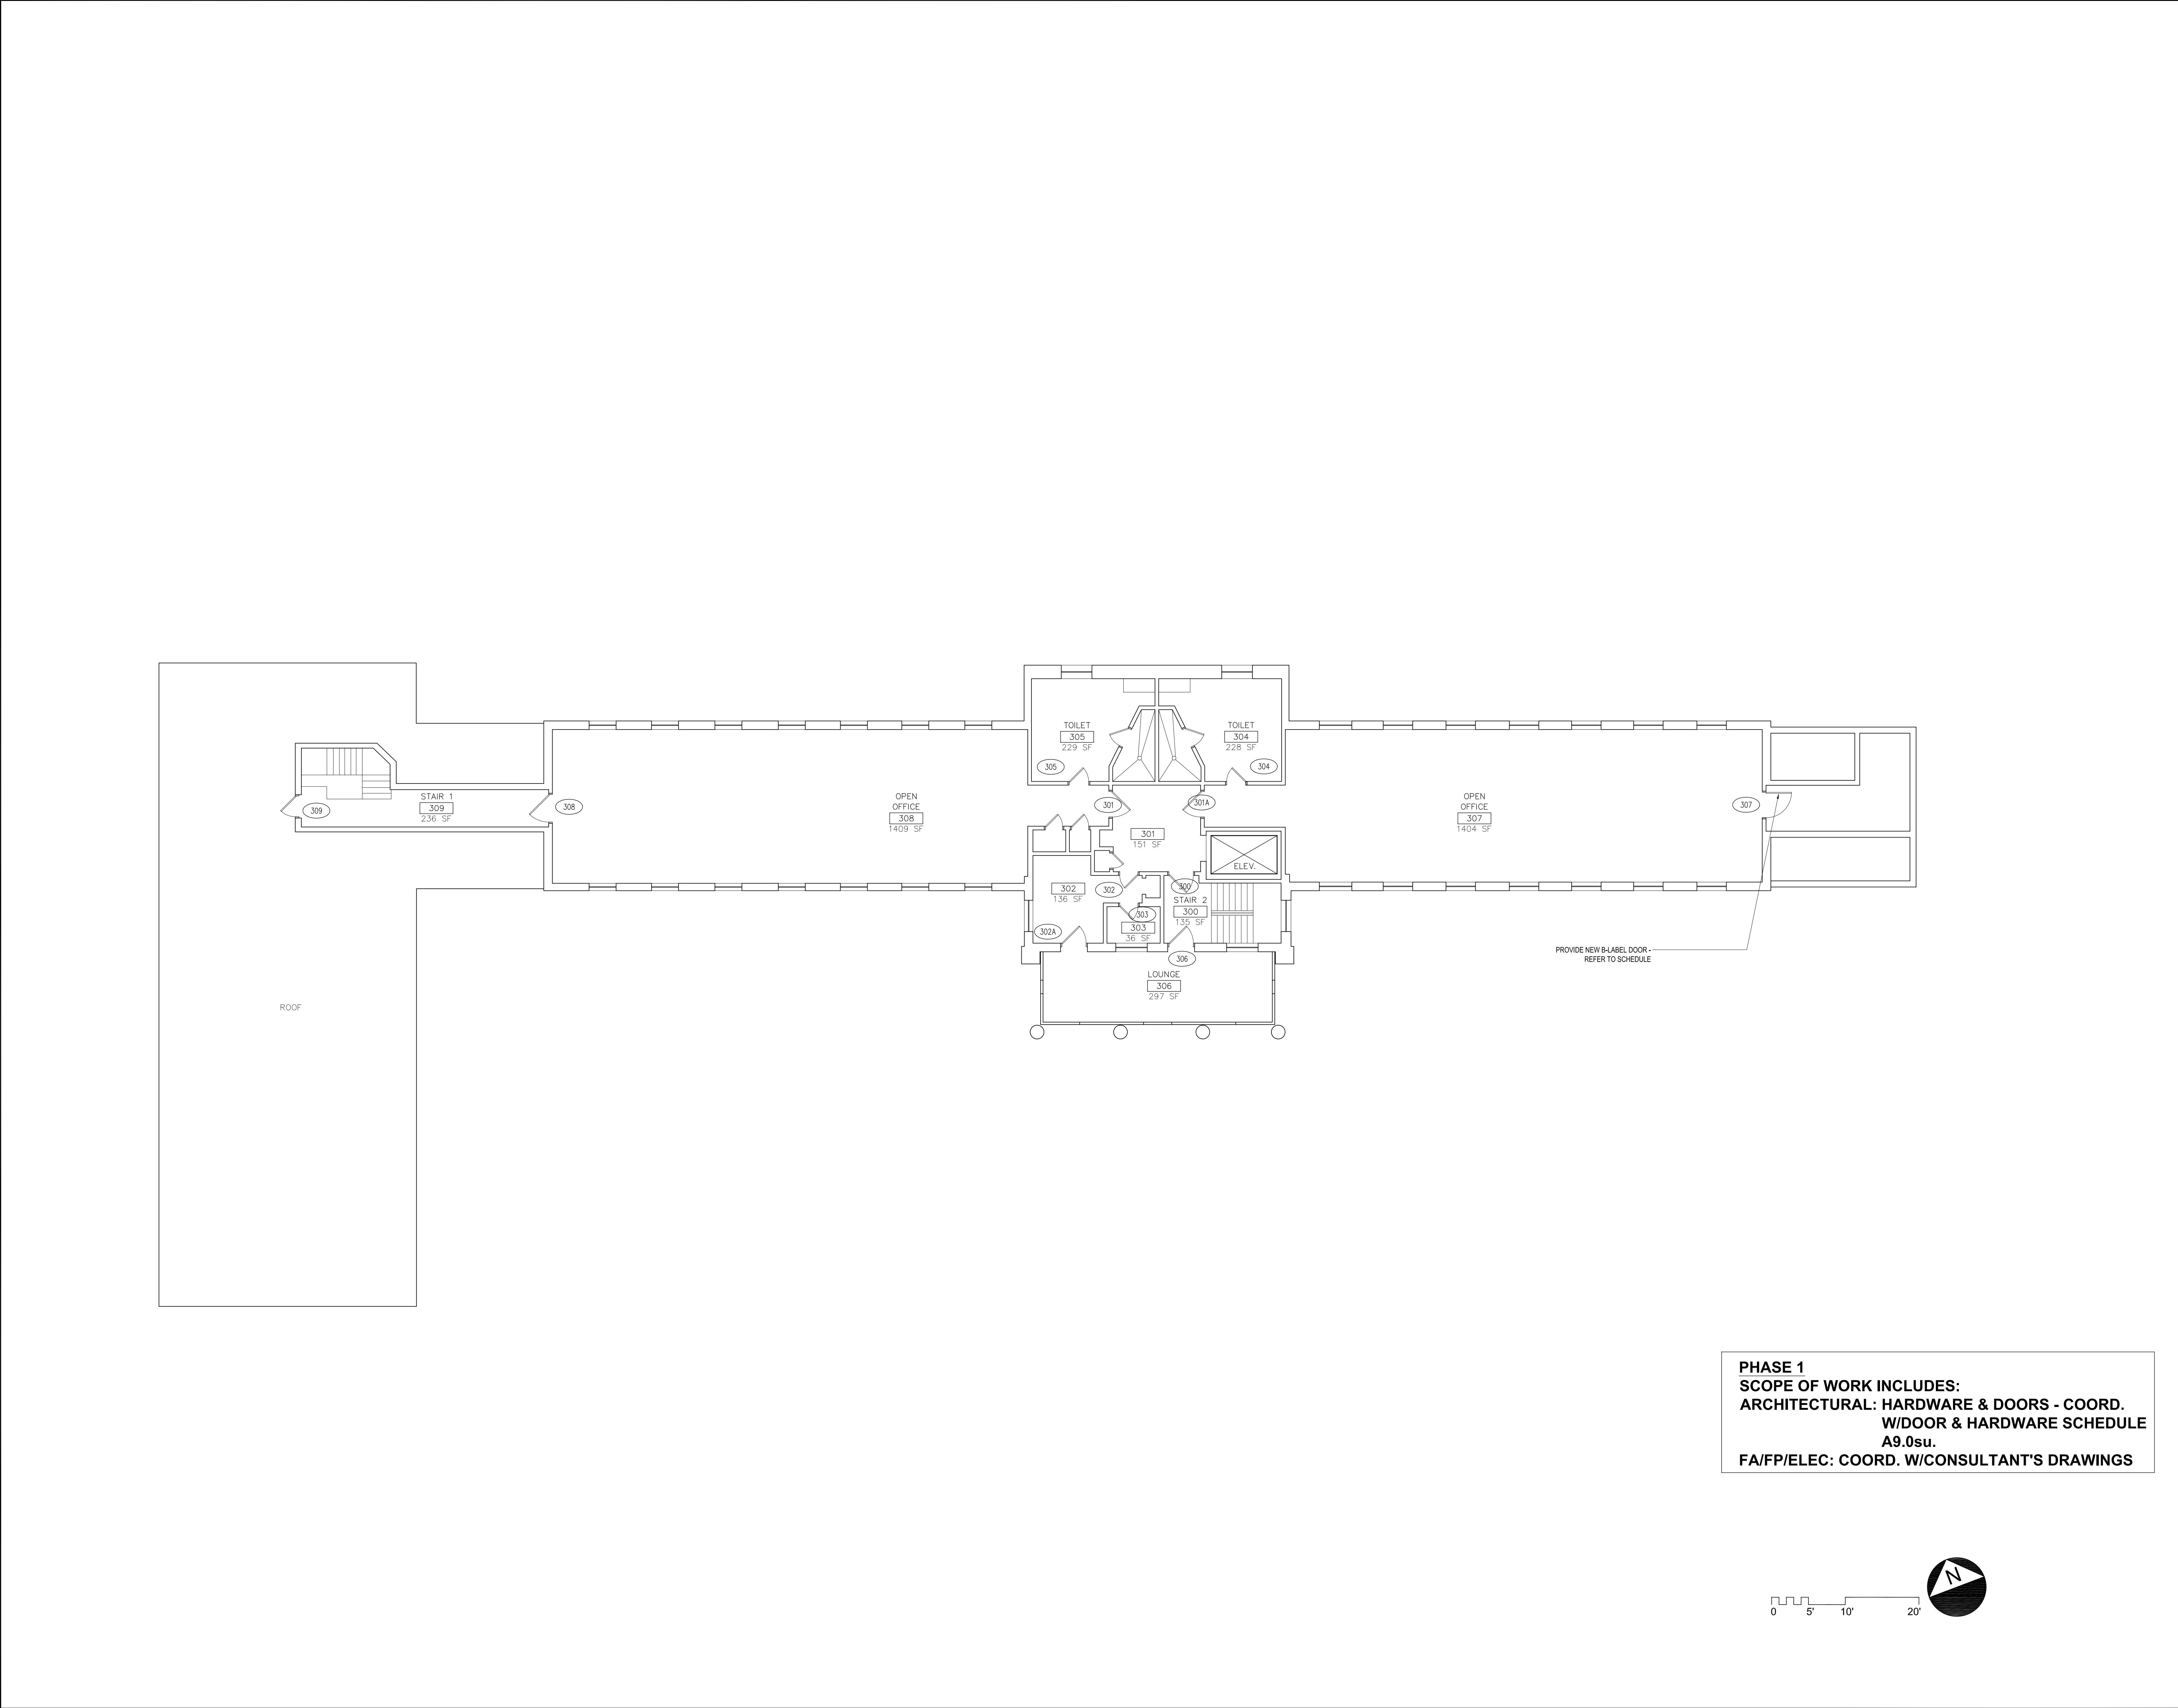 TOILET
305
229 SF
305
TOILET
304
228 SF
304
STAIR 1
309
236 SF
309
308
OPEN
OFFICE
308
1409 SF
301
301A
301
151 SF
ELEV.
OPEN
OFFICE
307
1404 SF
307
302
136 SF
302
302A
303
303
36 SF
300
STAIR 2
300
135 SF
306
LOUNGE
306
297 SF
PROVIDE NEW B-LABEL DOOR -
REFER TO SCHEDULE
ROOF
PHASE 1
SCOPE OF WORK INCLUDES:
ARCHITECTURAL: HARDWARE & DOORS - COORD.
W/DOOR & HARDWARE SCHEDULE
A9.0su.
FA/FP/ELEC: COORD. W/CONSULTANT'S DRAWINGS
N
0 5' 10' 20'